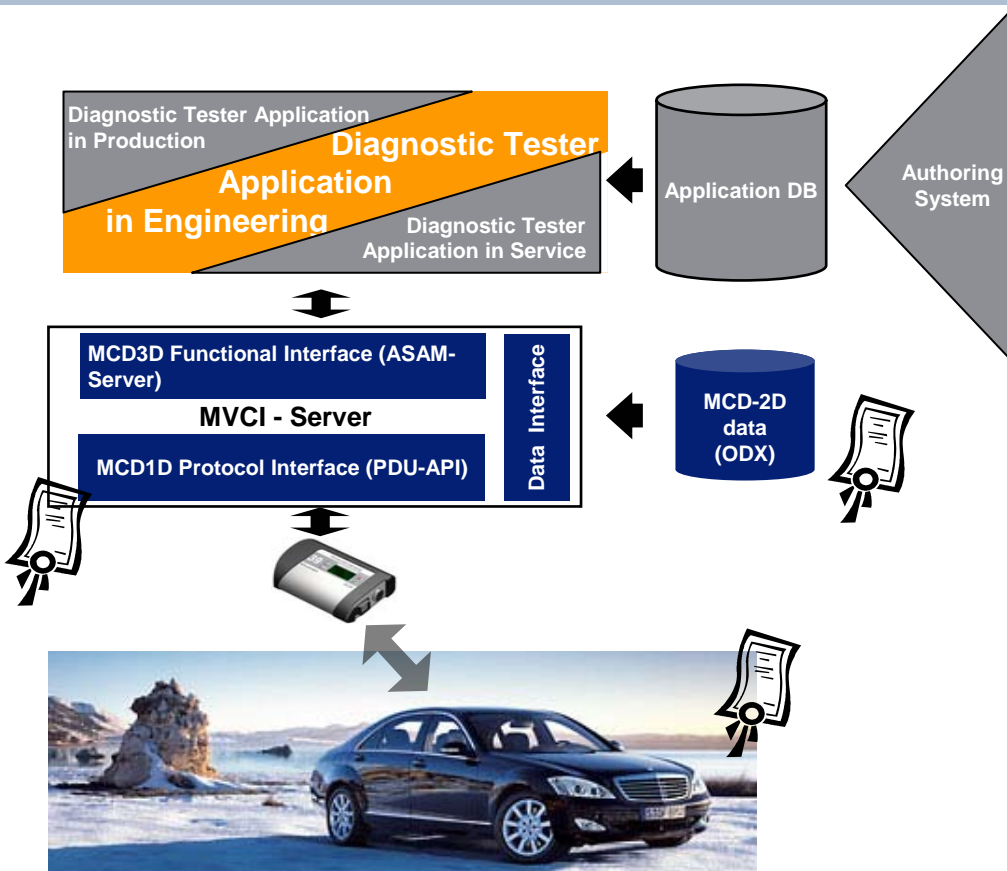 Diagnostic Tester Application
in Production
Diagnostic Tester
Application
in Engineering
Diagnostic Tester
Application in Service
Application DB
Authoring
System
MCD3D Functional Interface (ASAM-
Server)
MVCI - Server
MCD1D Protocol Interface (PDU-API)
Data Interface
MCD-2D
data
(ODX)